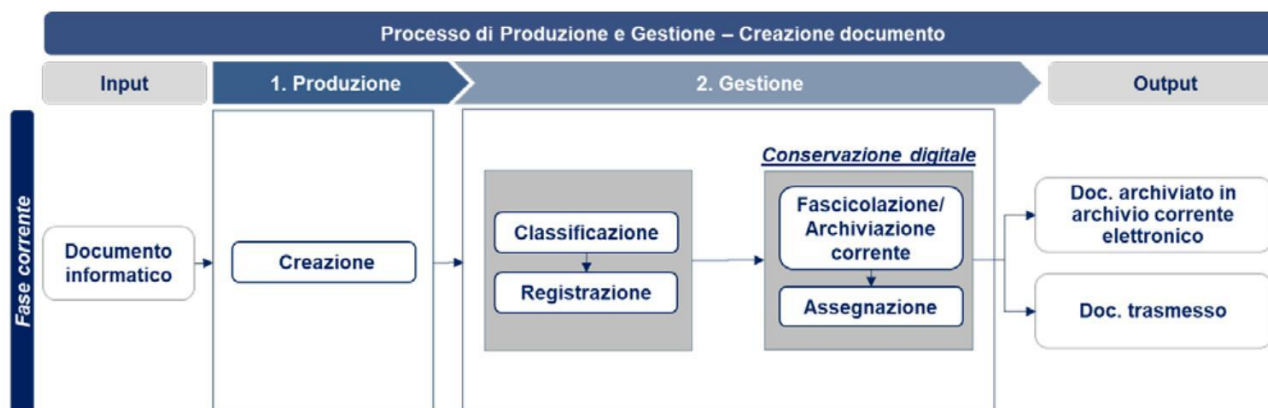 Processo di Produzione e Gestione – Creazione documento
Input
1. Produzione
2. Gestione
Output
Fase corrente
Documento
informatico
Creazione
Classificazione
Registrazione
Conservazione digitale
Fascicolazione/
Archiviazione
corrente
Assegnazione
Doc. archiviato in
archivio corrente
elettronico
Doc. trasmesso